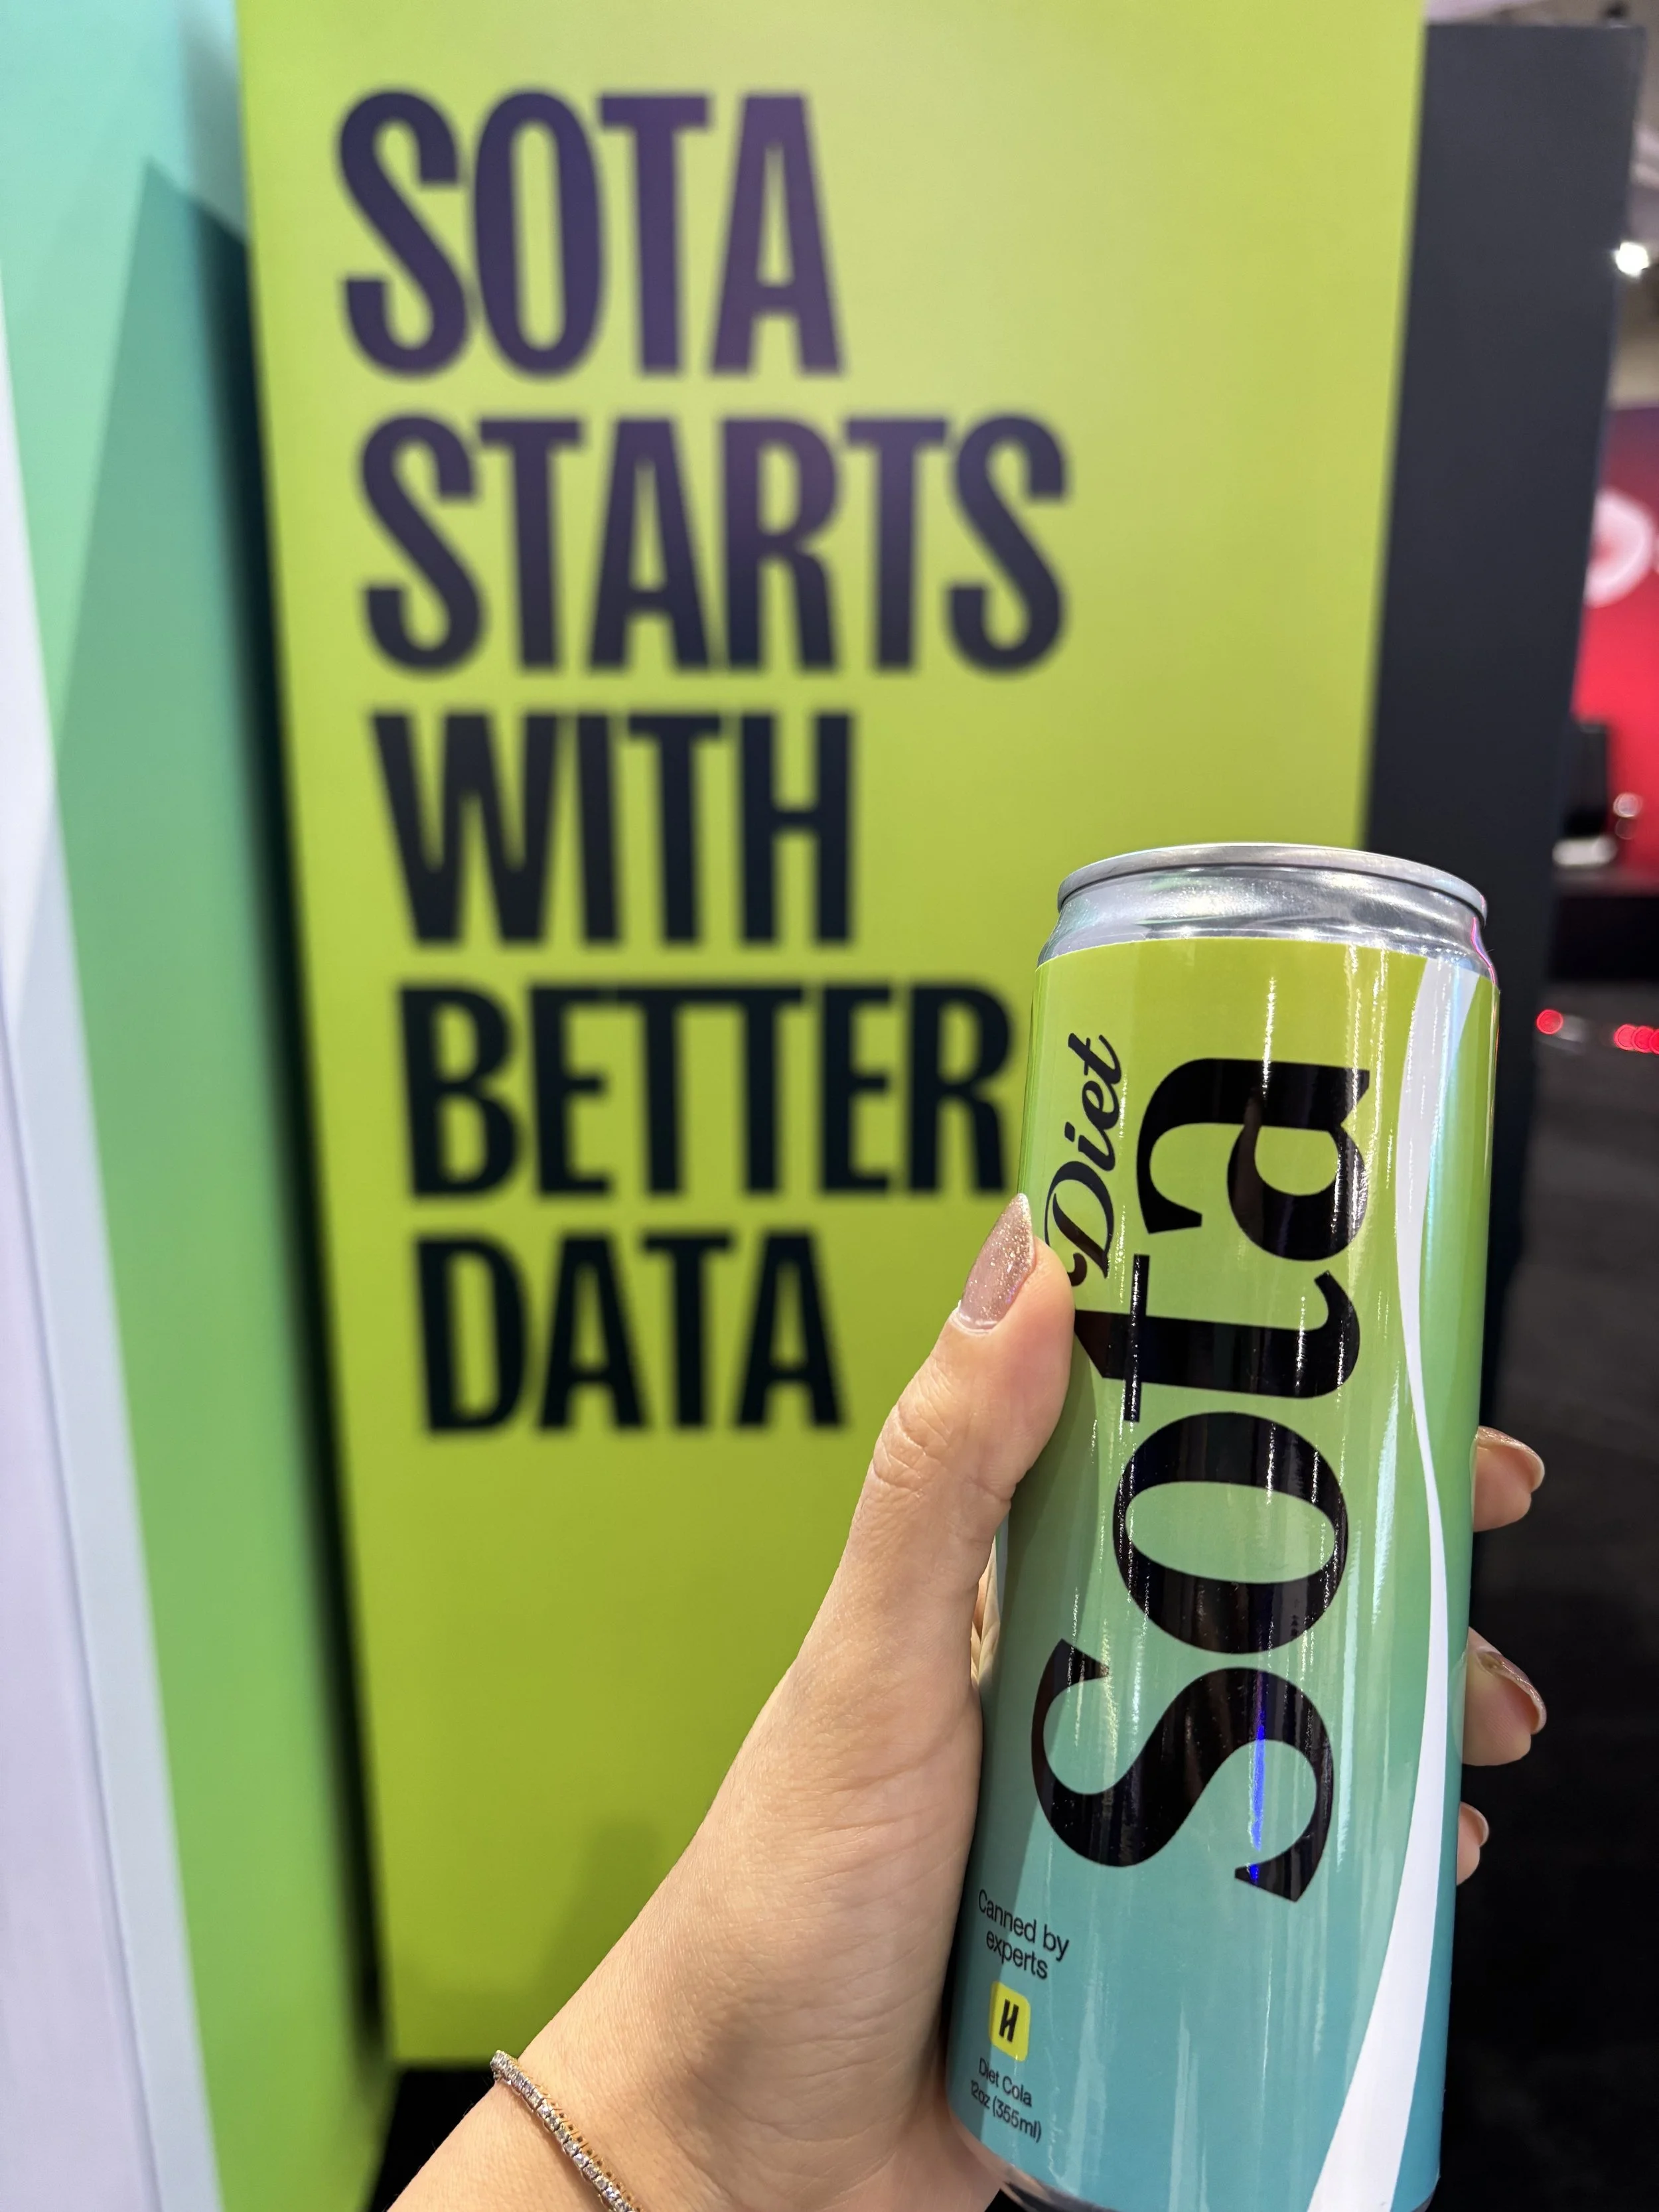 SOTA
STARTS
WITH
BETTER
DATA
Diet
Sota
Canned by
experts
H
Diet Cola
12oz (355ml)